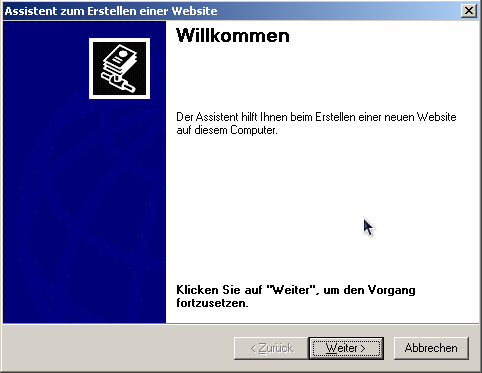 Assistent zum Erstellen einer Website
Willkommen
Der Assistent hilft Ihnen beim Erstellen einer neuen Website
auf diesem Computer.
Klicken Sie auf "Weiter", um den Vorgang
fortzusetzen.
< Zurück
Weiter >
Abbrechen